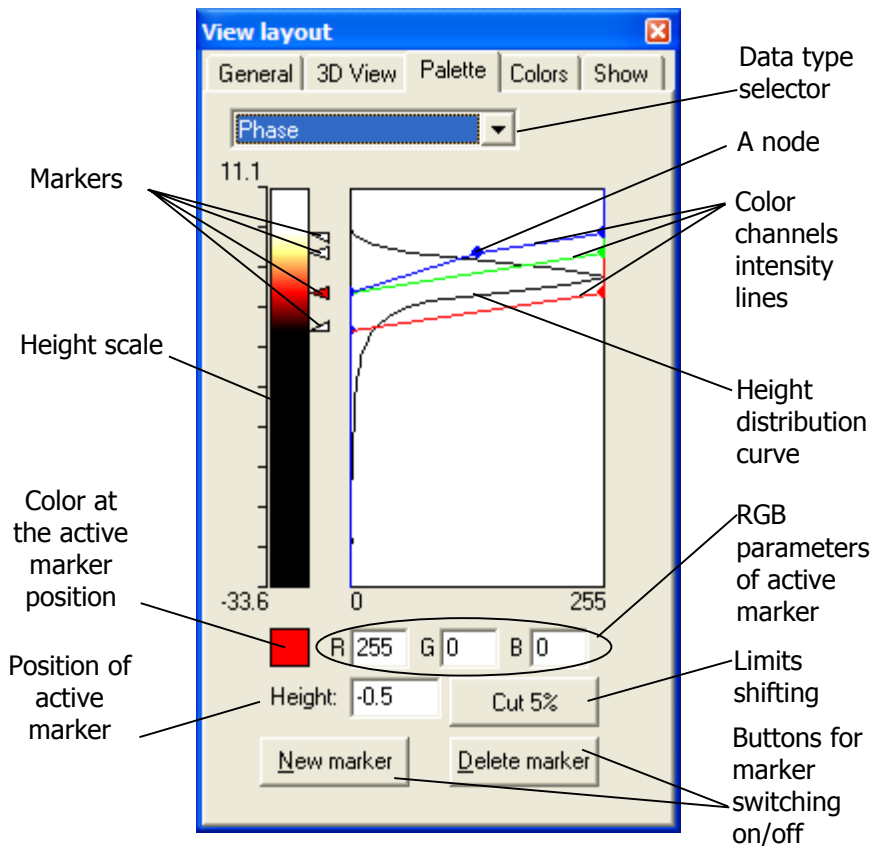 View layout
General 3D View Palette Colors Show
Data type
selector
Phase
A node
11.1
Markers
Color
channels
intensity
lines
Height scale
Height
distribution
curve
Color at
the active
marker
position
RGB
parameters
of active
marker
-33.6 0 255
R 255 G 0 B 0
Position of
active
marker
Limits
shifting
Height: -0.5 Cut 5%
New marker Delete marker
Buttons for
marker
switching
on/off